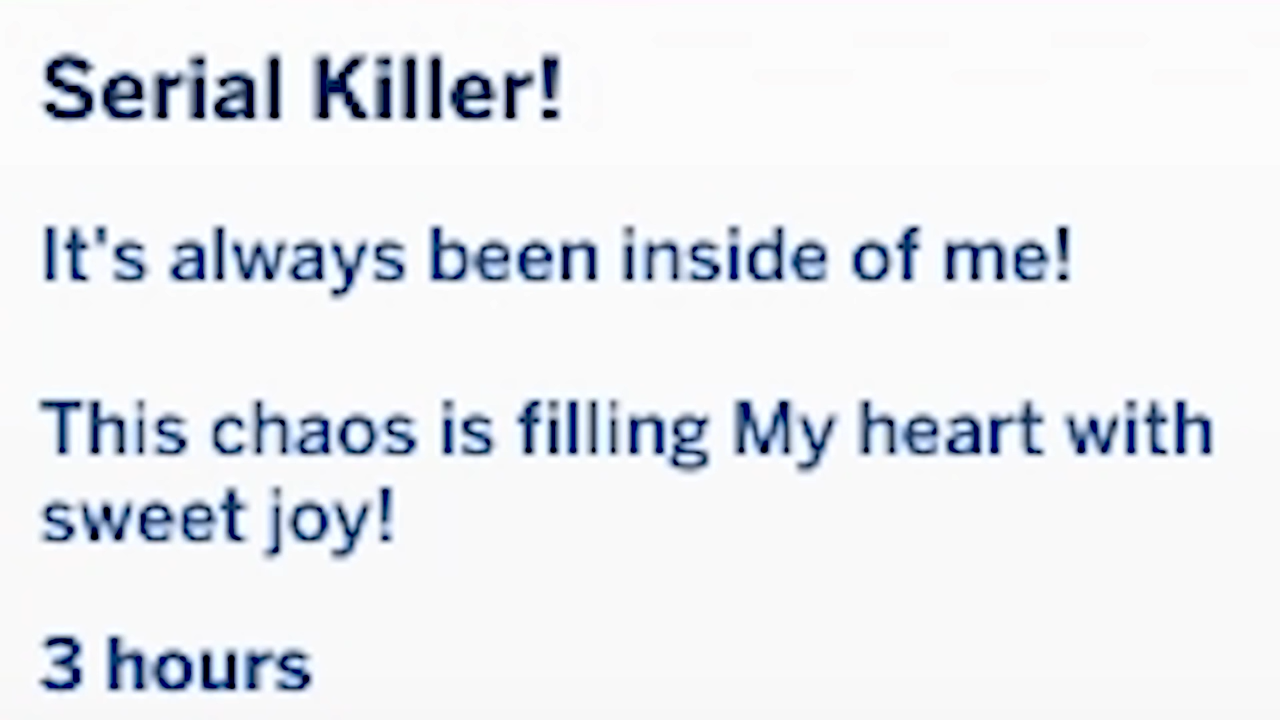 Serial Killer!
It's always been inside of me!
This chaos is filling My heart with
sweet joy!
3 hours